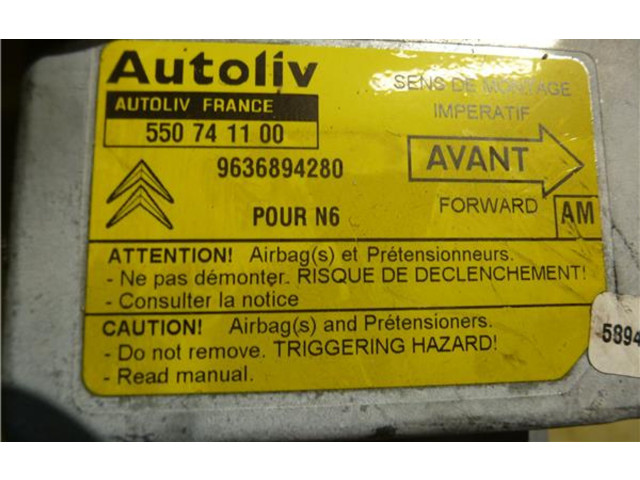 Autoliv
AUTOLIV FRANCE
550 74 11 00
9636894280
POUR N6
SENS DE MONTAGE
IMPERATIF
AVANT
FORWARD
AM
ATTENTION! Airbag(s) et Prétensionneurs.
- Ne pas démonter. RISQUE DE DECLENCHEMENT!
- Consulter la notice
CAUTION! Airbag(s) and Prétensioners.
- Do not remove. TRIGGERING HAZARD!
- Read manual.
5894